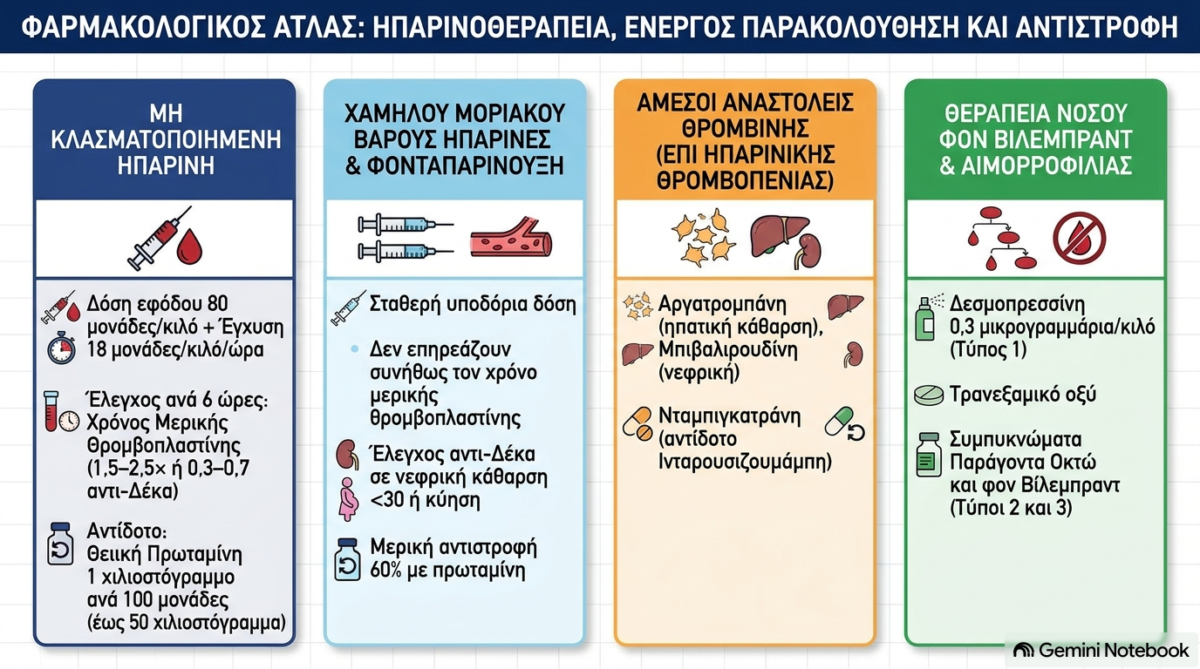 ΦΑΡΜΑΚΟΛΟΓΙΚΟΣ ΑΤΛΑΣ: ΗΠΑΡΙΝΟΘΕΡΑΠΕΙΑ, ΕΝΕΡΓΟΣ ΠΑΡΑΚΟΛΟΥΘΗΣΗ ΚΑΙ ΑΝΤΙΣΤΡΟΦΗ
ΜΗ
ΚΛΑΣΜΑΤΟΠΟΙΗΜΕΝΗ
ΗΠΑΡΙΝΗ
Δόση εφόδου 80
μονάδες/κιλό + Έγχυση
18 μονάδες/κιλό/ώρα
Έλεγχος ανά 6 ώρες:
Χρόνος Μερικής
Θρομβοπλαστίνης
(1,5–2,5× ή 0,3–0,7
αντι-Δέκα)
Αντίδοτο:
Θειική Πρωταμίνη
1 χιλιοστόγραμμο
ανά 100 μονάδες
(έως 50 χιλιοστόγραμμα)
ΧΑΜΗΛΟΥ ΜΟΡΙΑΚΟΥ
ΒΑΡΟΥΣ ΗΠΑΡΙΝΕΣ
& ΦΟΝΤΑΠΑΡΙΝΟΥΞΗ
Σταθερή υποδόρια δόση
• Δεν επηρεάζουν
συνήθως τον χρόνο
μερικής
θρομβοπλαστίνης
Έλεγχος αντι-Δέκα
σε νεφρική κάθαρση
<30 ή κύηση
Μερική αντιστροφή
60% με πρωταμίνη
ΑΜΕΣΟΙ ΑΝΑΣΤΟΛΕΙΣ
ΘΡΟΜΒΙΝΗΣ
(ΕΠΙ ΗΠΑΡΙΝΙΚΗΣ
ΘΡΟΜΒΟΠΕΝΙΑΣ)
Αργατρομπάνη
(ηπατική κάθαρση),
Μπιβαλιρουδίνη
(νεφρική)
Νταμπιγκατράνη
(αντίδοτο
Ινταρουσιζουμάμπη)
ΘΕΡΑΠΕΙΑ ΝΟΣΟΥ
ΦΟΝ ΒΙΛΕΜΠΡΑΝΤ
& ΑΙΜΟΡΡΟΦΙΛΙΑΣ
Δεσμοπρεσσίνη
0,3 μικρογραμμάρια/κιλό
(Τύπος 1)
Τρανεξαμικό οξύ
Συμπυκνώματα
Παράγοντα Οκτώ
και φον Βίλεμπραντ
(Τύποι 2 και 3)
Gemini Notebook